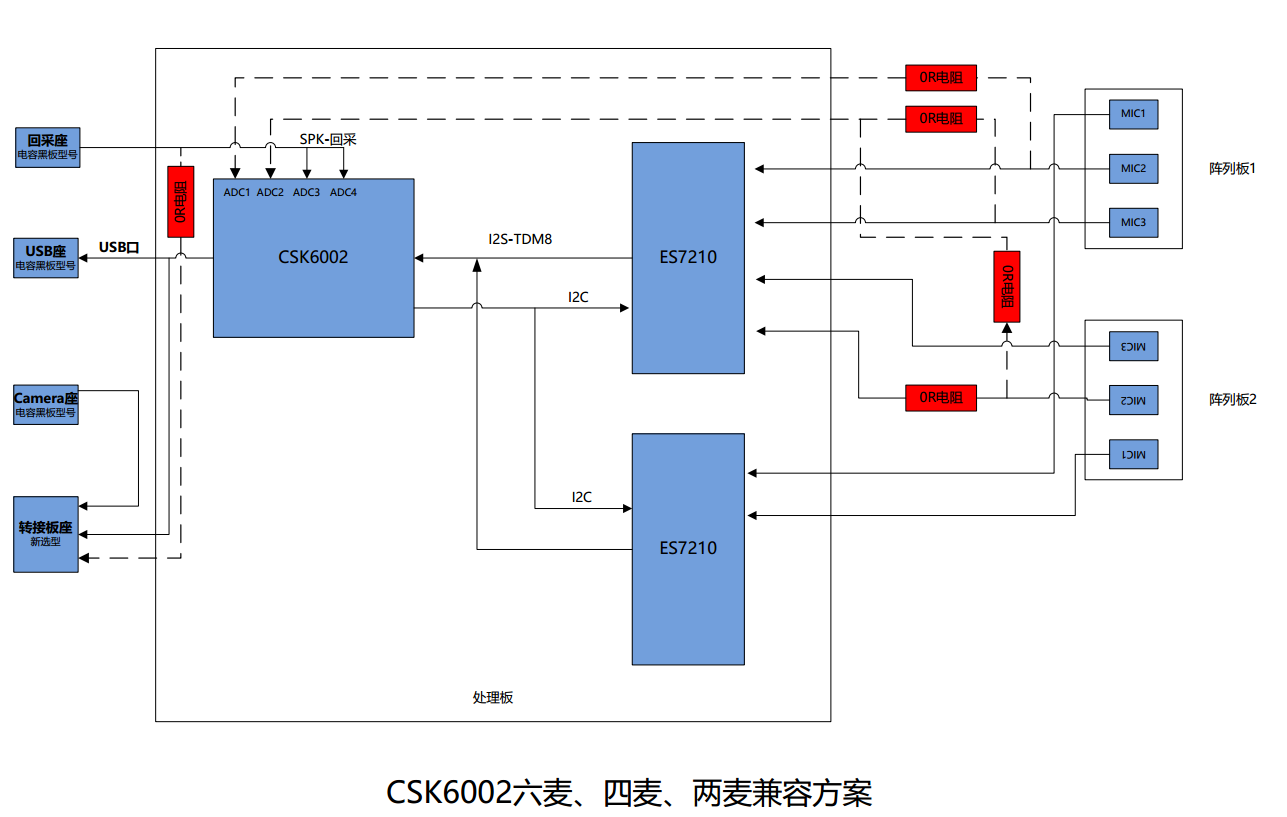 0R电阻
0R电阻
MIC1
MIC2
MIC3
阵列板1
回采座
电容黑板型号
SPK-回采
0R电阻
ADC1 ADC2 ADC3 ADC4
CSK6002
USB座
电容黑板型号
USB口
I2S-TDM8
I2C
ES7210
0R电阻
MIC3
MIC2
MIC1
阵列板2
0R电阻
Camera座
电容黑板型号
转接板座
新选型
I2C
ES7210
处理板
CSK6002六麦、四麦、两麦兼容方案